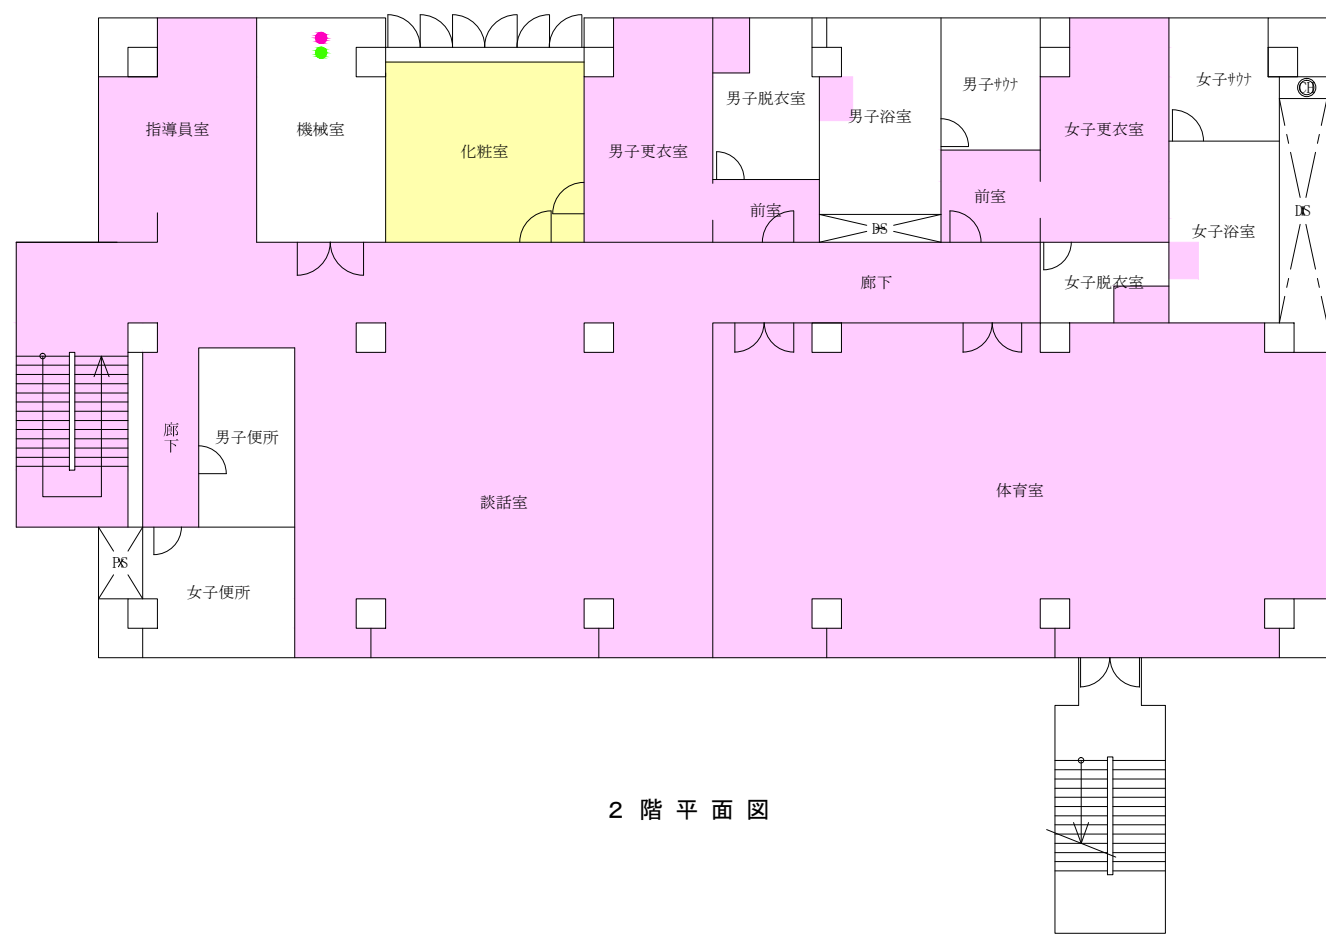 男子脱衣室
男子ｻｳﾅ
女子ｻｳﾅ
CH
指導員室
機械室
化粧室
男子更衣室
男子浴室
女子更衣室
前室
前室
DS
DS
女子浴室
廊下
女子脱衣室
廊下
男子便所
談話室
体育室
PS
女子便所
２階平面図